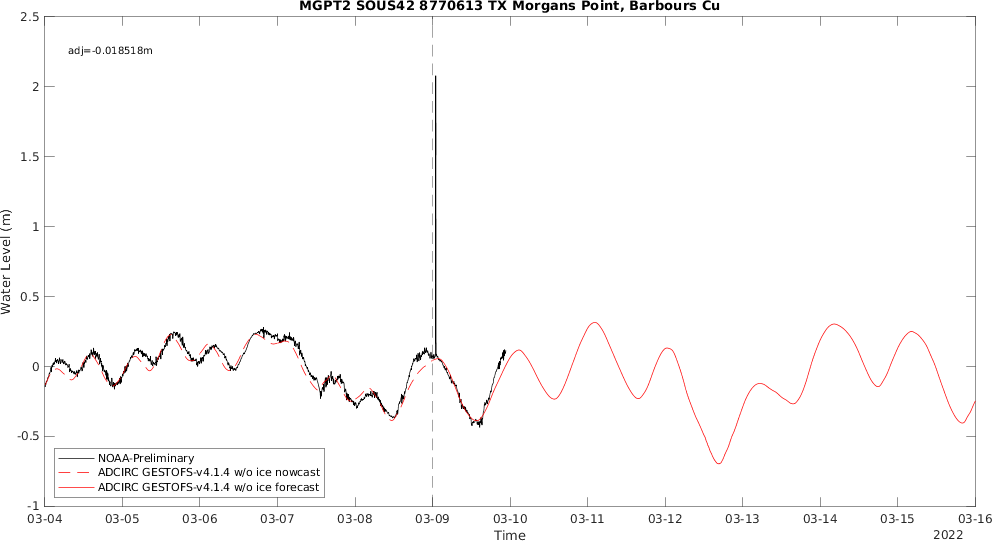 MGPT2 SOUS42 8770613 TX Morgans Point, Barbours Cu
adj=-0.018518m
2.5
2
1.5
1
0.5
0
-0.5
-1
Water Level (m)
NOAA-Preliminary
ADCIRC GESTOFS-v4.1.4 w/o ice nowcast
ADCIRC GESTOFS-v4.1.4 w/o ice forecast
03-04 03-05 03-06 03-07 03-08 03-09 03-10 03-11 03-12 03-13 03-14 03-15 03-16
Time
2022